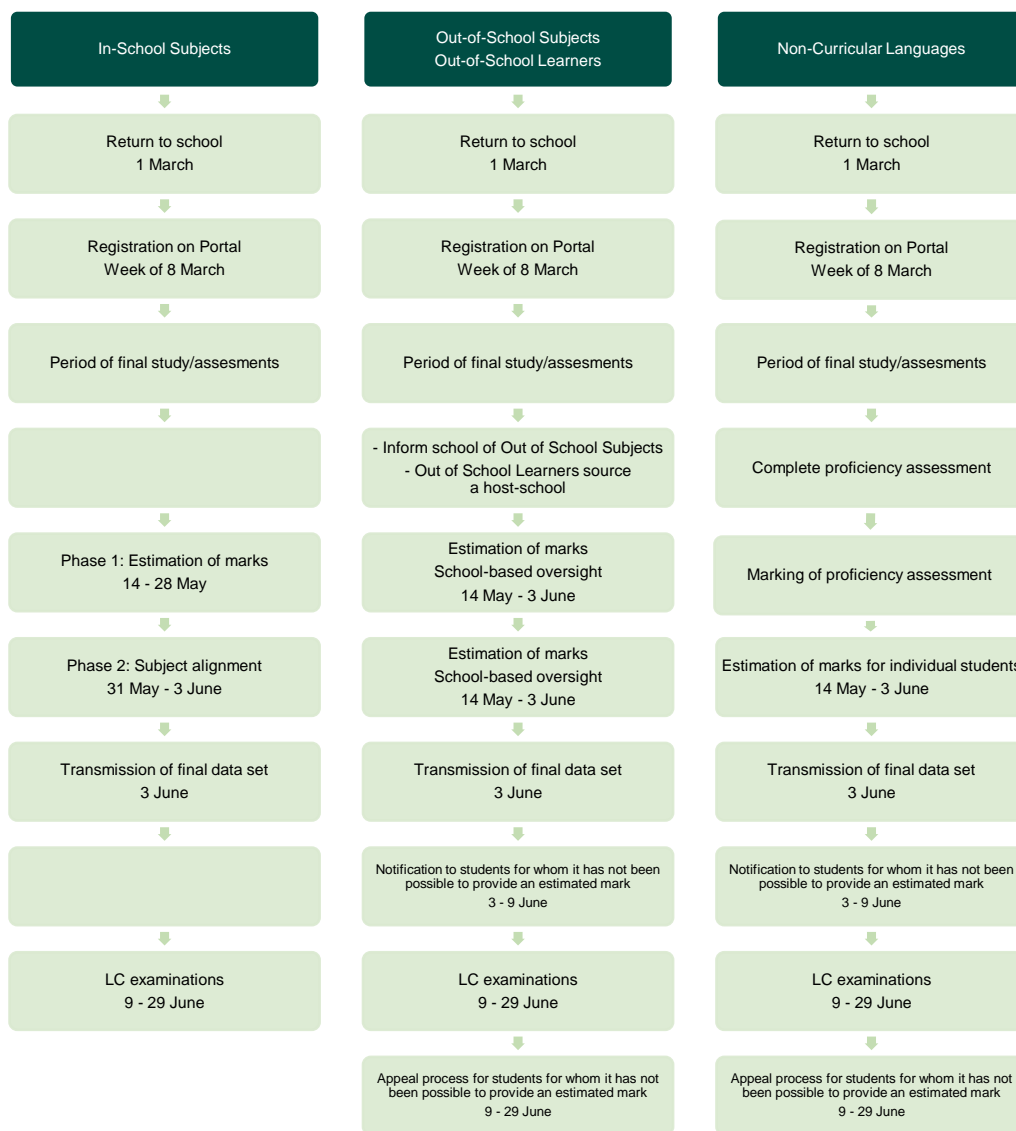 In-School Subjects
Return to school
1 March
Registration on Portal
Week of 8 March
Period of final study/assesments
Phase 1: Estimation of marks
14 - 28 May
Phase 2: Subject alignment
31 May - 3 June
Transmission of final data set
3 June
LC examinations
9 - 29 June
Out-of-School Subjects
Out-of-School Learners
Return to school
1 March
Registration on Portal
Week of 8 March
Period of final study/assesments
- Inform school of Out of School Subjects
- Out of School Learners source
a host-school
Estimation of marks
School-based oversight
14 May - 3 June
Estimation of marks
School-based oversight
14 May - 3 June
Transmission of final data set
3 June
Notification to students for whom it has not been
possible to provide an estimated mark
3 - 9 June
LC examinations
9 - 29 June
Appeal process for students for whom it has not
been possible to provide an estimated mark
9 - 29 June
Non-Curricular Languages
Return to school
1 March
Registration on Portal
Week of 8 March
Period of final study/assesments
Complete proficiency assessment
Marking of proficiency assessment
Estimation of marks for individual students
14 May - 3 June
Transmission of final data set
3 June
Notification to students for whom it has not been
possible to provide an estimated mark
3 - 9 June
LC examinations
9 - 29 June
Appeal process for students for whom it has not
been possible to provide an estimated mark
9 - 29 June